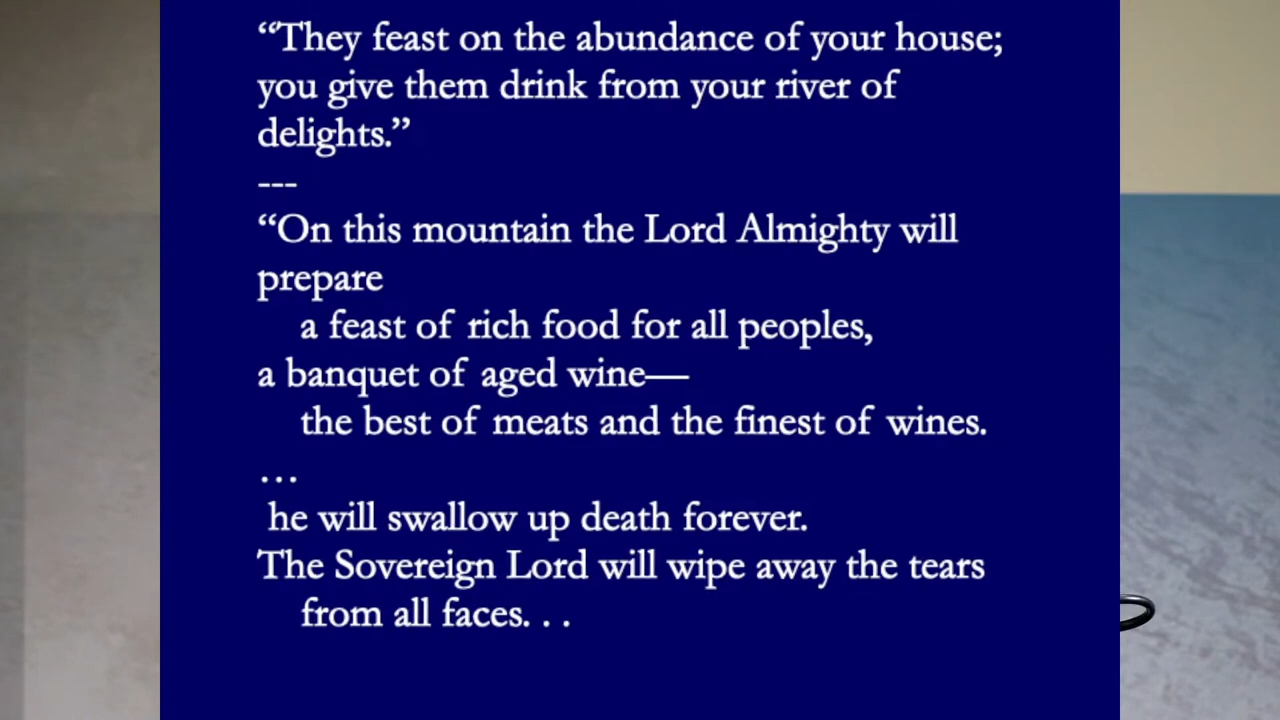 “They feast on the abundance of your house;
you give them drink from your river of
delights.”
---
“On this mountain the Lord Almighty will
prepare
a feast of rich food for all peoples,
a banquet of aged wine—
the best of meats and the finest of wines.
…
he will swallow up death forever.
The Sovereign Lord will wipe away the tears
from all faces. . .